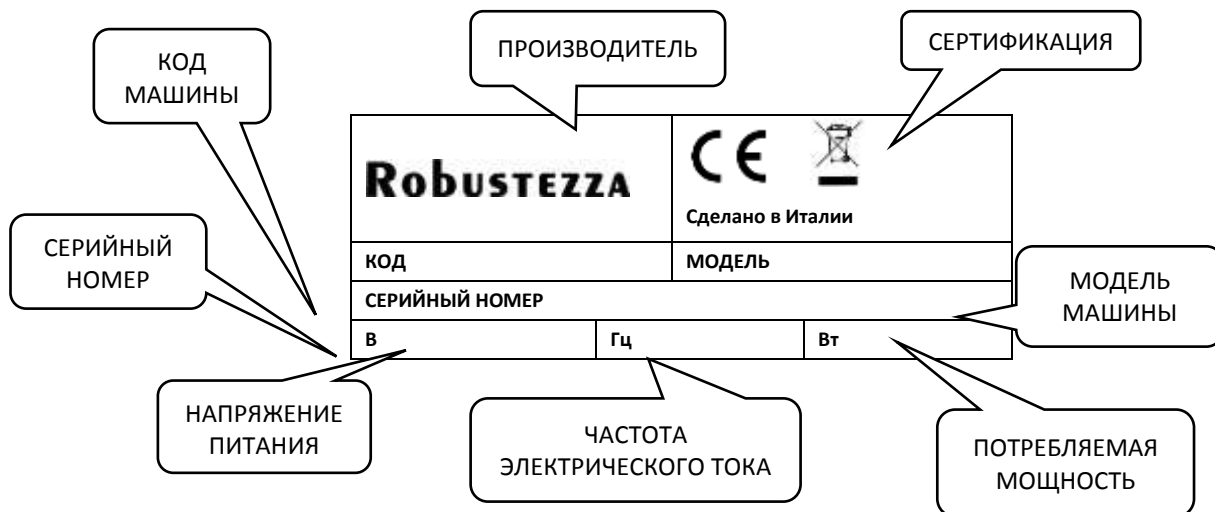 ПРОИЗВОДИТЕЛЬ
СЕРТИФИКАЦИЯ
КОД
МАШИНЫ
Robustezza
CE
Сделано в Италии
СЕРИЙНЫЙ
НОМЕР
КОД
МОДЕЛЬ
СЕРИЙНЫЙ НОМЕР
МОДЕЛЬ
МАШИНЫ
В
Гц
Вт
НАПРЯЖЕНИЕ
ПИТАНИЯ
ЧАСТОТА
ЭЛЕКТРИЧЕСКОГО ТОКА
ПОТРЕБЛЯЕМАЯ
МОЩНОСТЬ